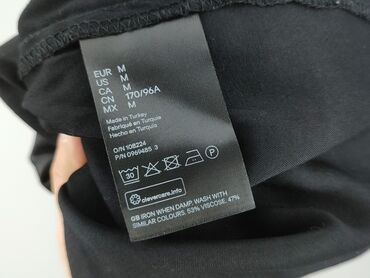 EUR M
US M
CA M
CN 170/96A
MX M
Made in Turkey
Fabriqué en Turquie
Hecho en Turquía
O/N 108224
P/N 0969485 3
30
P
clevercare.info
GB IRON WHEN DAMP, WASH WITH
SIMILAR COLOURS. 53% VISCOSE. 47%